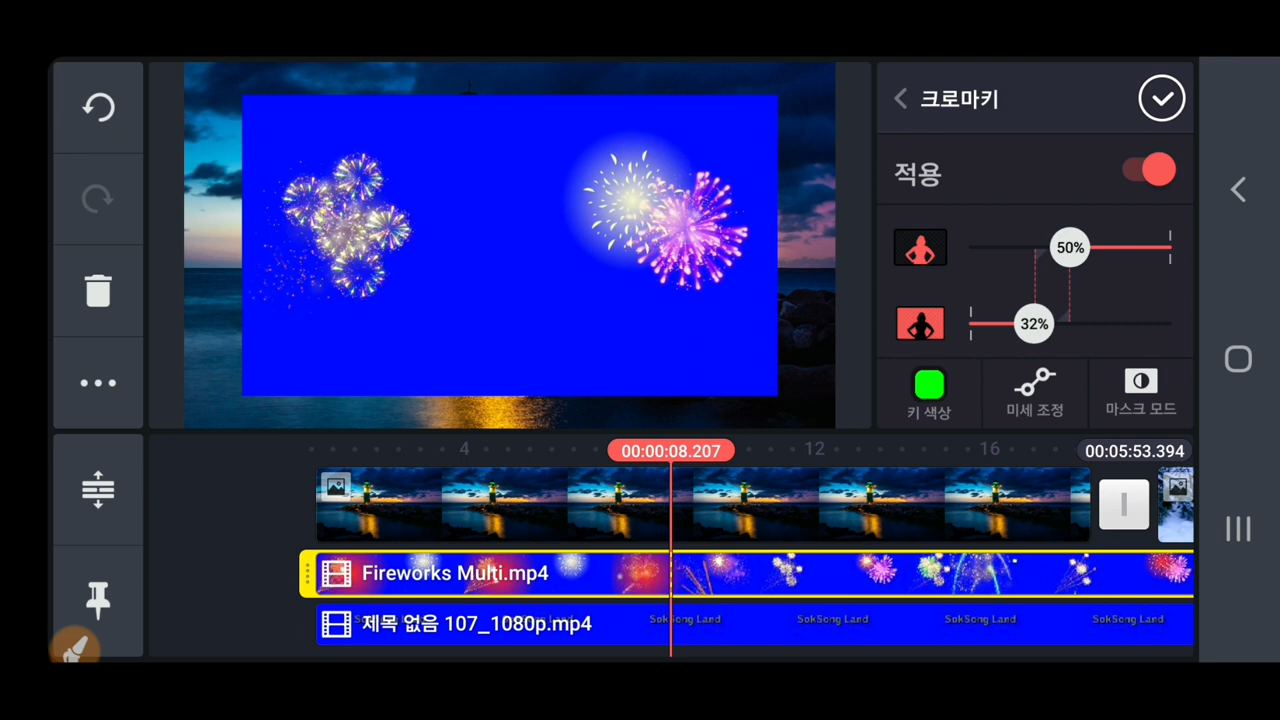 크로마키
적용
50%
32%
키 색상
미세 조정
마스크 모드
4
00:00:08.207
12
16
00:05:53.394
Fireworks Multi.mp4
제목 없음 107_1080p.mp4
SokSong Land
SokSong Land
SokSong Land
SokSong Land